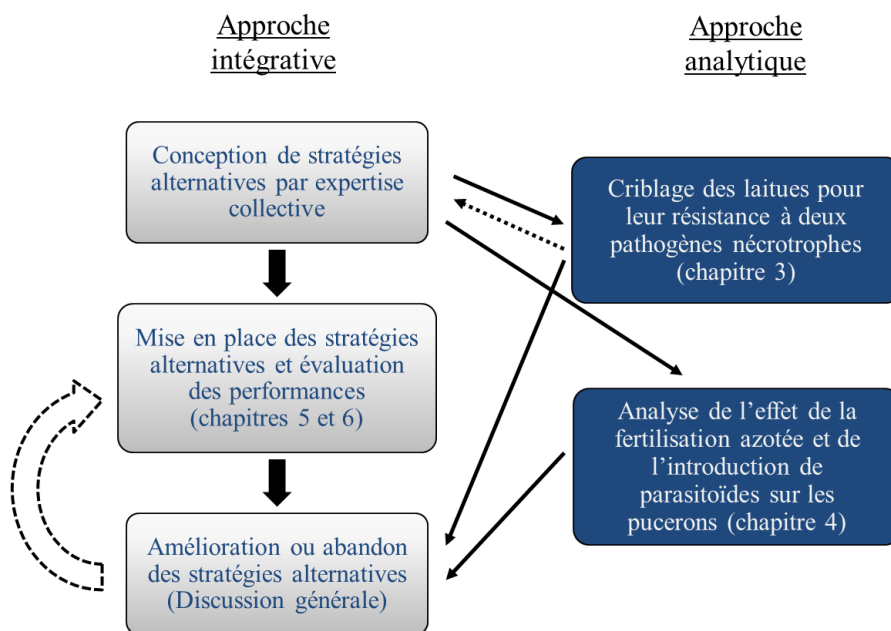 Approche
intégrative
Conception de stratégies
alternatives par expertise
collective
Mise en place des stratégies
alternatives et évaluation
des performances
(chapitres 5 et 6)
Amélioration ou abandon
des stratégies alternatives
(Discussion générale)
Approche
analytique
Criblage des laitues pour
leur résistance à deux
pathogènes nécrotrophes
(chapitre 3)
Analyse de l’effet de la
fertilisation azotée et de
l’introduction de
parasitoïdes sur les
pucerons (chapitre 4)